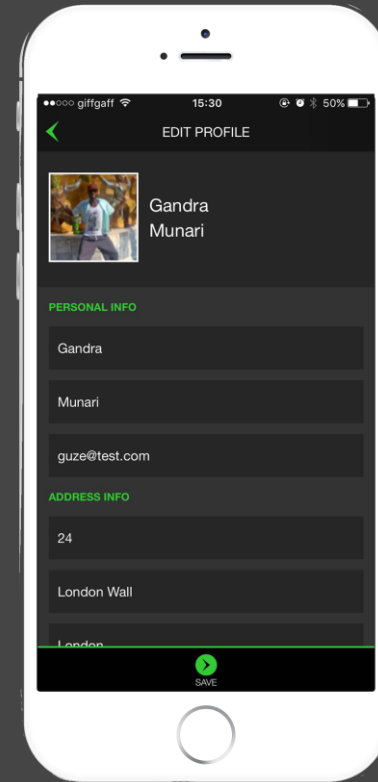 giffgaff 15:30 50%
EDIT PROFILE
Gandra
Munari
PERSONAL INFO
Gandra
Munari
guze@test.com
ADDRESS INFO
24
London Wall
London
SAVE